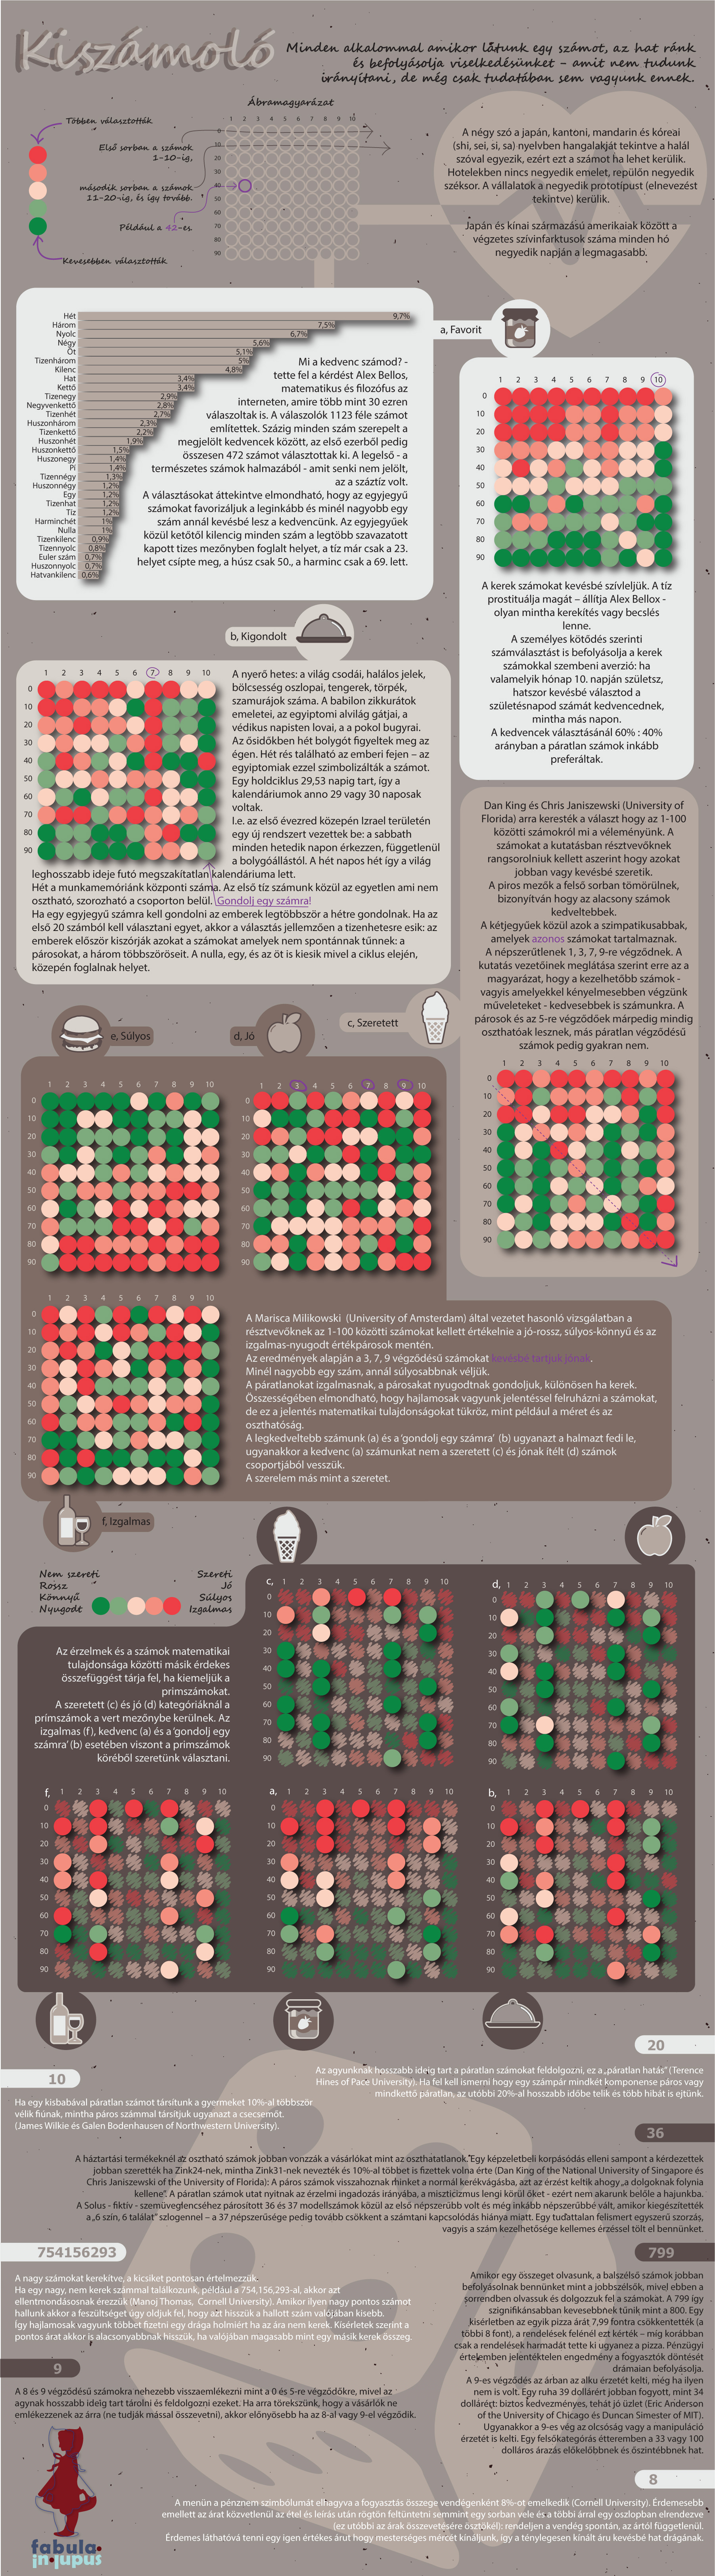 Kiszámoló
Minden alkalommal amikor látunk egy számot, az hat ránk
és befolyásolja viselkedésünket – amit nem tudunk
irányítani, de még csak tudatában sem vagyunk ennek.
Ábramagyarázat
Többen választották
Első sorban a számok
1-10-ig,
második sorban a számok
11-20-ig, és így tovább.
Például a 42-es.
Kevesebben választották
1 2 3 4 5 6 7 8 9 10
0
10
20
30
40
50
60
70
80
90
A négy szó a japán, kantoni, mandarin és kóreai
(shi, sei, si, sa) nyelvben hangalakját tekintve a halál
szóval egyezik, ezért ezt a számot ha lehet kerülik.
Hotelekben nincs negyedik emelet, repülőn negyedik
széksor. A vállalatok a negyedik prototípust (elnevezést
tekintve) kerülik.
Japán és kínai származású amerikaiak között a
végzetes szívinfarktusok száma minden hó
negyedik napján a legmagasabb.
Hét 9,7%
Három 7,5%
Nyolc 6,7%
Négy 5,6%
Öt 5,1%
Tizenhárom 5%
Kilenc 4,8%
Hat 3,4%
Kettő 3,4%
Tizenegy 2,9%
Negyvenkettő 2,8%
Tizenhét 2,7%
Huszonhárom 2,3%
Tizenkettő 2,2%
Huszonhét 1,9%
Huszonkettő 1,5%
Huszonegy 1,4%
Pí 1,4%
Tizennégy 1,3%
Huszonnégy 1,2%
Egy 1,2%
Tizenhat 1,2%
Tíz 1,2%
Harminchét 1%
Nulla 1%
Tizenkilenc 0,9%
Tizennyolc 0,8%
Euler szám 0,7%
Huszonnyolc 0,7%
Hatvankilenc 0,6%
Mi a kedvenc számod? -
tette fel a kérdést Alex Bellos,
matematikus és filozófus az
interneten, amire több mint 30 ezren
válaszoltak is. A válaszolók 1123 féle számot
említettek. Százig minden szám szerepelt a
megjelölt kedvencek között, az első ezerből pedig
összesen 472 számot választottak ki. A legelső - a
természetes számok halmazából - amit senki nem jelölt,
az a száztíz volt.
A választásokat áttekintve elmondható, hogy az egyjegyű
számokat favorizáljuk a leginkább és minél nagyobb egy
szám annál kevésbé lesz a kedvencünk. Az egyjegyűek
közül kettőtől kilencig minden szám a legtöbb szavazatott
kapott tizes mezőnyben foglalt helyet, a tíz már csak a 23.
helyet csípte meg, a húsz csak 50., a harminc csak a 69. lett.
a, Favorit
1 2 3 4 5 6 7 8 9 10
0
10
20
30
40
50
60
70
80
90
A kerek számokat kevésbé szívleljük. A tíz
prostituálja magát – állítja Alex Bellox -
olyan mintha kerekítés vagy becslés
lenne.
A személyes kötődés szerinti
számválasztást is befolyásolja a kerek
számokkal szembeni averzió: ha
valamelyik hónap 10. napján születsz,
hatszor kevésbé választod a
születésnapod számát kedvencednek,
mintha más napon.
A kedvencek választásánál 60% : 40%
arányban a páratlan számok inkább
preferáltak.
b, Kigondolt
1 2 3 4 5 6 7 8 9 10
0
10
20
30
40
50
60
70
80
90
A nyerő hetes: a világ csodái, halálos jelek,
bölcsesség oszlopai, tengerek, törpék,
szamurájok száma. A babilon zikkurátok
emeletei, az egyiptomi alvilág gátjai, a
védikus napisten lovai, a a pokol bugyrai.
Az ősidőkben hét bolygót figyeltek meg az
égen. Hét rés található az emberi fejen – az
egyiptomiak ezzel szimbolizálták a számot.
Egy holdciklus 29,53 napig tart, így a
kalendáriumok anno 29 vagy 30 naposak
voltak.
I.e. az első évezred közepén Izrael területén
egy új rendszert vezettek be: a sabbath
minden hetedik napon érkezzen, függetlenül
a bolygóállástól. A hét napos hét így a világ
leghosszabb ideje futó megszakítatlan kalendáriuma lett.
Hét a munkamemóriánk központi száma. Az első tíz számunk közül az egyetlen ami nem
osztható, szorozható a csoporton belül. Gondolj egy számra!
Ha egy egyjegyű számra kell gondolni az emberek legtöbbször a hétre gondolnak. Ha az
első 20 számból kell választani egyet, akkor a választás jellemzően a tizenhetesre esik: az
emberek először kiszórják azokat a számokat amelyek nem spontánnak tűnnek: a
párosokat, a három többszöröseit. A nulla, egy, és az öt is kiesik mivel a ciklus elején,
közepén foglalnak helyet.
Dan King és Chris Janiszewski (University of
Florida) arra keresték a választ hogy az 1-100
közötti számokról mi a véleményünk. A
számokat a kutatásban résztvevőknek
rangsorolniuk kellett aszerint hogy azokat
jobban vagy kevésbé szeretik.
A piros mezők a felső sorban tömörülnek,
bizonyítván hogy az alacsony számok
kedveltebbek.
A kétjegyűek közül azok a szimpatikusabbak,
amelyek azonos számokat tartalmaznak.
A népszerűtlenek 1, 3, 7, 9-re végződnek. A
kutatás vezetőinek meglátása szerint erre az a
magyarázat, hogy a kezelhetőbb számok -
vagyis amelyekkel kényelmesebben végzünk
műveleteket - kedvesebbek is számunkra. A
párosok és az 5-re végződőek márpedig mindig
oszthatóak lesznek, más páratlan végződésű
számok pedig gyakran nem.
1 2 3 4 5 6 7 8 9 10
0
10
20
30
40
50
60
70
80
90
c, Szeretett
d, Jó
e, Súlyos
1 2 3 4 5 6 7 8 9 10
0
10
20
30
40
50
60
70
80
90
1 2 3 4 5 6 7 8 9 10
0
10
20
30
40
50
60
70
80
90
1 2 3 4 5 6 7 8 9 10
0
10
20
30
40
50
60
70
80
90
A Marisca Milikowski (University of Amsterdam) által vezetet hasonló vizsgálatban a
résztvevőknek az 1-100 közötti számokat kellett értékelnie a jó-rossz, súlyos-könnyű és az
izgalmas-nyugodt értékpárosok mentén.
Az eredmények alapján a 3, 7, 9 végződésű számokat kevésbé tartjuk jónak.
Minél nagyobb egy szám, annál súlyosabbnak véljük.
A páratlanokat izgalmasnak, a párosakat nyugodtnak gondoljuk, különösen ha kerek.
Összességében elmondható, hogy hajlamosak vagyunk jelentéssel felruházni a számokat,
de ez a jelentés matematikai tulajdonságokat tükröz, mint például a méret és az
oszthatóság.
A legkedveltebb számunk (a) és a 'gondolj egy számra' (b) ugyanazt a halmazt fedi le,
ugyanakkor a kedvenc (a) számunkat nem a szeretett (c) és jónak ítélt (d) számok
csoportjából vesszük.
A szerelem más mint a szeretet.
f, Izgalmas
Nem szereti Szereti
Rossz Jó
Könnyű Súlyos
Nyugodt Izgalmas
Az érzelmek és a számok matematikai
tulajdonsága közötti másik érdekes
összefüggést tárja fel, ha kiemeljük a
prímszámokat.
A szeretett (c) és jó (d) kategóriáknál a
prímszámok a vert mezőnybe kerülnek. Az
izgalmas (f), kedvenc (a) és a 'gondolj egy
számra' (b) esetében viszont a prímszámok
köréből szeretünk választani.
c, 1 2 3 4 5 6 7 8 9 10
0
10
20
30
40
50
60
70
80
90
d, 1 2 3 4 5 6 7 8 9 10
0
10
20
30
40
50
60
70
80
90
f, 1 2 3 4 5 6 7 8 9 10
0
10
20
30
40
50
60
70
80
90
a, 1 2 3 4 5 6 7 8 9 10
0
10
20
30
40
50
60
70
80
90
b, 1 2 3 4 5 6 7 8 9 10
0
10
20
30
40
50
60
70
80
90
20
Az agyunknak hosszabb ideig tart a páratlan számokat feldolgozni, ez a „páratlan hatás" (Terence
Hines of Pace University). Ha fel kell ismerni hogy egy számpár mindkét komponense páros vagy
mindkettő páratlan, az utóbbi 20%-al hosszabb időbe telik és több hibát is ejtünk.
10
Ha egy kisbabával páratlan számot társítunk a gyermeket 10%-al többször
vélik fiúnak, mintha páros számmal társítjuk ugyanazt a csecsemőt.
(James Wilkie és Galen Bodenhausen of Northwestern University).
36
A háztartási termékeknél az osztható számok jobban vonzzák a vásárlókat mint az oszthatatlanok. Egy képzeletbeli korpásódás elleni sampont a kérdezettek
jobban szerették ha Zink24-nek, mintha Zink31-nek nevezték és 10%-al többet is fizettek volna érte (Dan King of the National University of Singapore és
Chris Janiszewski of the University of Florida): A páros számok visszahoznak minket a normál kerékvágásba, azt az érzést keltik ahogy „a dolgoknak folynia
kellene". A páratlan számok utat nyitnak az érzelmi ingadozás irányába, a miszticizmus lengi körül őket - ezért nem akarunk belőle a hajunkba.
A Solus - fiktív - szemüveglencséhez párosított 36 és 37 modellszámok közül az első népszerűbb volt és még inkább népszerűbbé vált, amikor kiegészítették
a „6 szín, 6 találat" szlogennel – a 37 népszerűsége pedig tovább csökkent a számtani kapcsolódás hiánya miatt. Egy tudattalan felismert egyszerű szorzás,
vagyis a szám kezelhetősége kellemes érzéssel tölt el bennünket.
754156293
A nagy számokat kerekítve, a kicsiket pontosan értelmezzük.
Ha egy nagy, nem kerek számmal találkozunk, például a 754,156,293-al, akkor azt
ellentmondásosnak érezzük (Manoj Thomas, Cornell University). Amikor ilyen nagy pontos számot
hallunk akkor a feszültséget úgy oldjuk fel, hogy azt hisszük a hallott szám valójában kisebb.
Így hajlamosak vagyunk többet fizetni egy drága holmiért ha az ára nem kerek. Kísérletek szerint a
pontos árat akkor is alacsonyabbnak hisszük, ha valójában magasabb mint egy másik kerek összeg.
799
Amikor egy összeget olvasunk, a balszélső számok jobban
befolyásolnak bennünket mint a jobbszélsők, mivel ebben a
sorrendben olvasuk és dolgozzuk fel a számokat. A 799 így
szignifikánsabban kevesebbnek tűnik mint a 800. Egy
kísérletben az egyik pizza árát 7,99 fontra csökkentették (a
többi 8 font), a rendelések felénél ezt kérték – míg korábban
csak a rendelések harmadát tette ki ugyanez a pizza. Pénzügyi
értelemben jelentéktelen engedmény a fogyasztók döntését
drámaian befolyásolja.
A 9-es végződés az árban az alku érzetét kelti, még ha ilyen
nem is volt. Egy ruha 39 dollárért jobban fogyott, mint 34
dollárért: biztos kedvezményes, tehát jó üzlet (Eric Anderson
of the University of Chicago és Duncan Simester of MIT).
Ugyanakkor a 9-es vég az olcsóság vagy a manipuláció
érzetét is kelti. Egy felsőkategórás étteremben a 33 vagy 100
dolláros árazás előkelőbbnek és őszintébbnek hat.
9
A 8 és 9 végződésű számokra nehezebb visszaemlékezni mint a 0 és 5-re végződőkre, mivel az
agynak hosszabb ideig tart tárolni és feldolgozni ezeket. Ha arra törekszünk, hogy a vásárlók ne
emlékezzenek az ára (ne tudják mással összevetni), akkor előnyösebb ha az 8-al vagy 9-el végződik.
8
A menün a pénznem szimbólumát elhagyva a fogyasztás összege vendégenként 8%-ot emelkedik (Cornell University). Érdemesebb
emellett az árat közvetlenül az étel és leírás után rögtön feltüntetni semmint egy sorban vele és a többi árral egy oszlopban elrendezve
(ez utóbbi az árak összevetésére ösztökél): rendeljen a vendég spontán, az ártól függetlenül.
Érdemes láthatóvá tenni egy igen értékes árut hogy mesterséges mércét kínáljunk, így a ténylegesen kínált áru kevésbé hat drágának.
fabula
in lupus